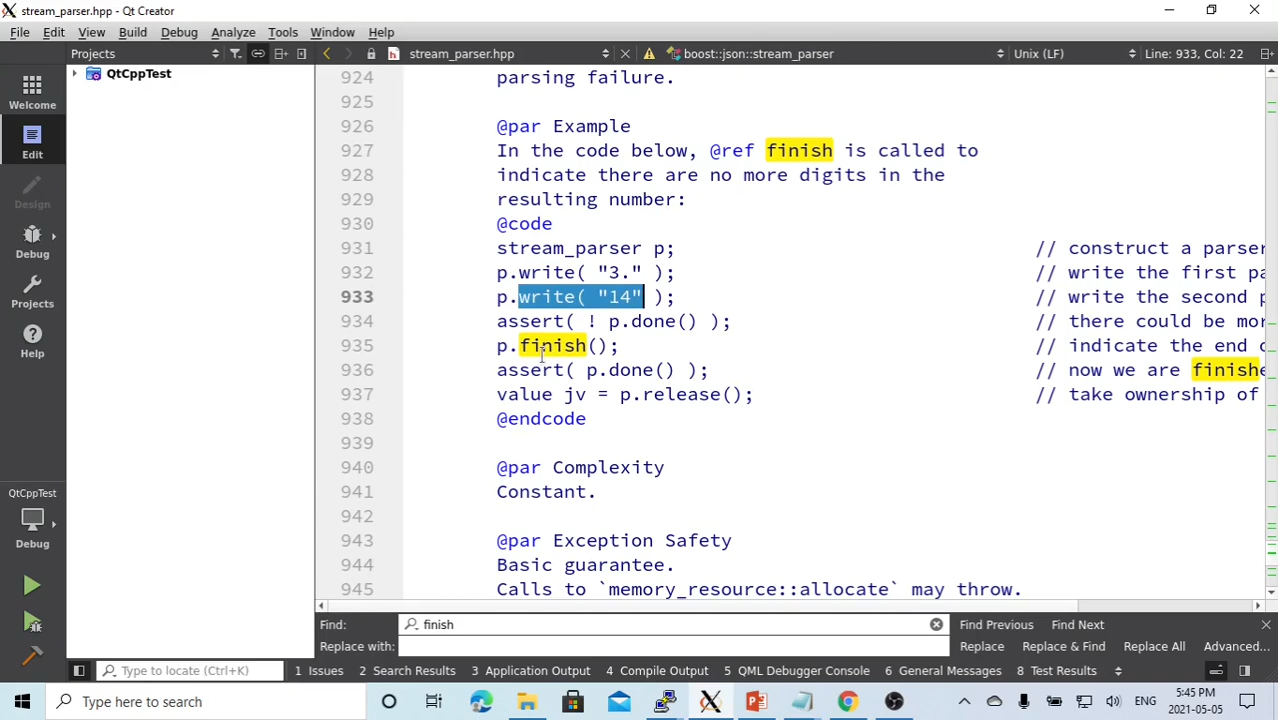 stream_parser.hpp - Qt Creator
File Edit View Build Debug Analyze Tools Window Help
Projects stream_parser.hpp boost::json::stream_parser Unix (LF) Line: 933, Col: 22
QtCppTest
Welcome
Edit
Design
Debug
Projects
Help
QtCppTest
Debug
924 parsing failure.
925
926 @par Example
927 In the code below, @ref finish is called to
928 indicate there are no more digits in the
929 resulting number:
930 @code
931 stream_parser p; // construct a parser
932 p.write( "3." ); // write the first pa
933 p.write( "14" ); // write the second p
934 assert( ! p.done() ); // there could be mor
935 p.finish(); // indicate the end o
936 assert( p.done() ); // now we are finishe
937 value jv = p.release(); // take ownership of
938 @endcode
939
940 @par Complexity
941 Constant.
942
943 @par Exception Safety
944 Basic guarantee.
945 Calls to `memory_resource::allocate` may throw.
Find: finish Find Previous Find Next
Replace with: Replace Replace & Find Replace All Advanced...
Type to locate (Ctrl+K) 1 Issues 2 Search Results 3 Application Output 4 Compile Output 5 QML Debugger Console 6 General Messages 8 Test Results
Type here to search ENG 5:45 PM
2021-05-05